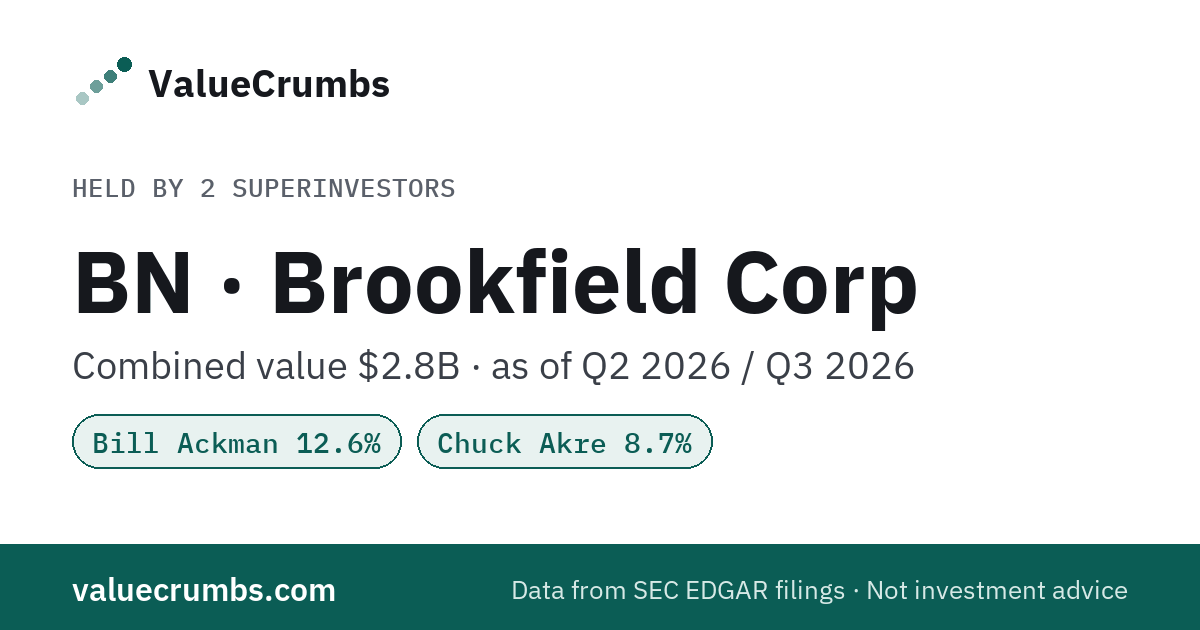 ValueCrumbs
HELD BY 2 SUPERINVESTORS
BN · Brookfield Corp
Combined value $2.8B · as of Q2 2026 / Q3 2026
Bill Ackman 12.6% Chuck Akre 8.7%
valuecrumbs.com Data from SEC EDGAR filings · Not investment advice